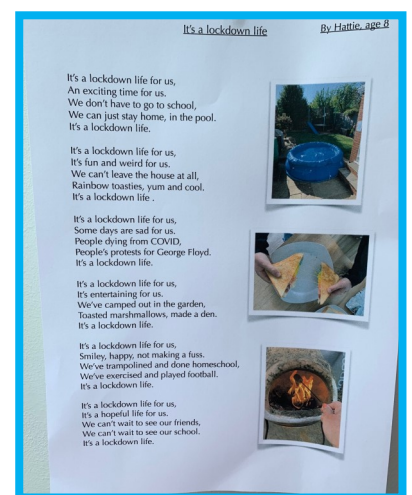 It's a lockdown life
By Hattie, age 8
It's a lockdown life for us,
An exciting time for us.
We don't have to go to school,
We can just stay home, in the pool.
It's a lockdown life.
It's a lockdown life for us,
It's fun and weird for us.
We can't leave the house at all,
Rainbow toasties, yum and cool.
It's a lockdown life .
It's a lockdown life for us,
Some days are sad for us.
People dying from COVID,
People's protests for George Floyd.
It's a lockdown life.
It's a lockdown life for us,
It's entertaining for us.
We've camped out in the garden,
Toasted marshmallows, made a den.
It's a lockdown life.
It's a lockdown life for us,
Smiley, happy, not making a fuss.
We've trampolined and done homeschool,
We've exercised and played football.
It's a lockdown life.
It's a lockdown life for us,
It's a hopeful life for us.
We can't wait to see our friends,
We can't wait to see our school.
It's a lockdown life.